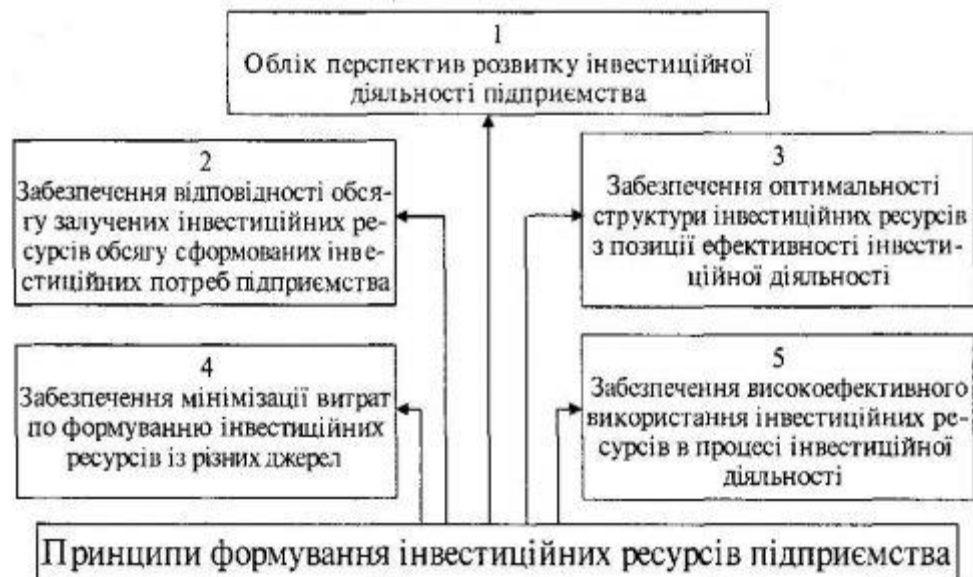 1
Облік перспектив розвитку інвестиційної
діяльності підприємства
2
Забезпечення відповідності обся-
гу залучених інвестиційних ре-
сурсів обсягу сформованих інве-
стиційних потреб підприємства
3
Забезпечення оптимальності
структури інвестиційних ресурсів
з позиції ефективності інвести-
ційної діяльності
4
Забезпечення мінімізації витрат
по формуванню інвестиційних
ресурсів із різних джерел
5
Забезпечення високоефективного
використання інвестиційних ре-
сурсів в процесі інвестиційної
діяльності
Принципи формування інвестиційних ресурсів підприємства